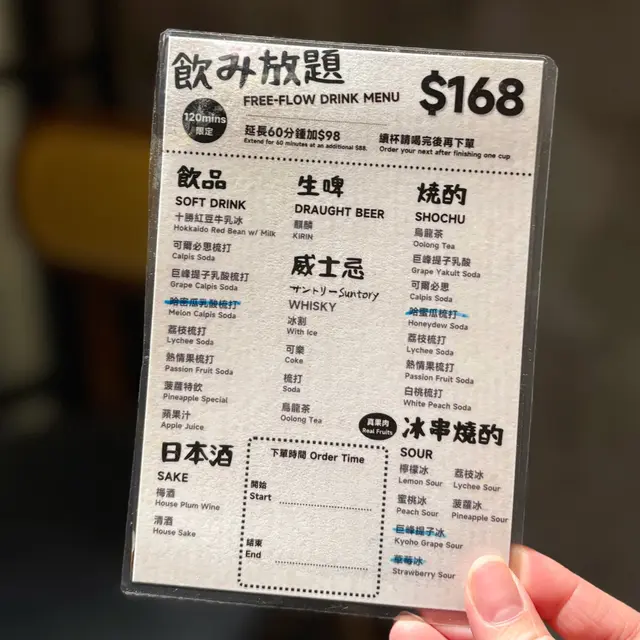 飲み放題
FREE-FLOW DRINK MENU
$168
120mins
限定
延長60分鍾加$98
Extend for 60 minutes at an additional $88.
續杯請喝完後再下單
Order your next after finishing one cup
飲品
SOFT DRINK
十勝紅豆牛乳冰
Hokkaido Red Bean w/ Milk
可爾必思梳打
Calpis Soda
巨峰提子乳酸梳打
Grape Calpis Soda
哈密瓜乳酸梳打
Melon Calpis Soda
荔枝梳打
Lychee Soda
熱情果梳打
Passion Fruit Soda
菠蘿特飲
Pineapple Special
蘋果汁
Apple Juice
日本酒
SAKE
梅酒
House Plum Wine
清酒
House Sake
生啤
DRAUGHT BEER
麒麟
KIRIN
威士忌
サントリーSuntory
WHISKY
冰割
With Ice
可樂
Coke
梳打
Soda
烏龍茶
Oolong Tea
下單時間 Order Time
開始
Start
結束
End
燒酌
SHOCHU
烏龍茶
Oolong Tea
巨峰提子乳酸
Grape Yakult Soda
可爾必思
Calpis Soda
哈蜜瓜梳打
Honeydew Soda
荔枝梳打
Lychee Soda
熱情果梳打
Passion Fruit Soda
白桃梳打
White Peach Soda
真果肉
Real Fruits
冰串燒酌
SOUR
檸檬冰
Lemon Sour
荔枝冰
Lychee Sour
蜜桃冰
Peach Sour
菠蘿冰
Pineapple Sour
巨峰提子冰
Kyoho Grape Sour
草莓冰
Strawberry Sour